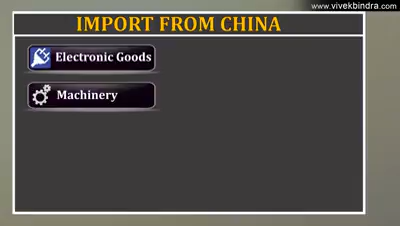 www.vivekbindra.com
IMPORT FROM CHINA
Electronic Goods
Machinery